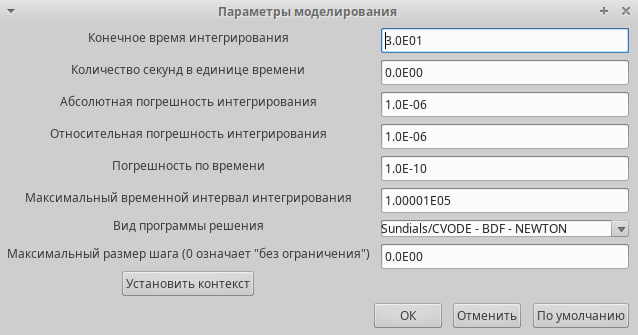 Параметры моделирования
Конечное время интегрирования 3.0E01
Количество секунд в единице времени 0.0E00
Абсолютная погрешность интегрирования 1.0E-06
Относительная погрешность интегрирования 1.0E-06
Погрешность по времени 1.0E-10
Максимальный временной интервал интегрирования 1.00001E05
Вид программы решения Sundials/CVODE - BDF - NEWTON
Максимальный размер шага (0 означает "без ограничения") 0.0E00
Установить контекст
ОК Отменить По умолчанию